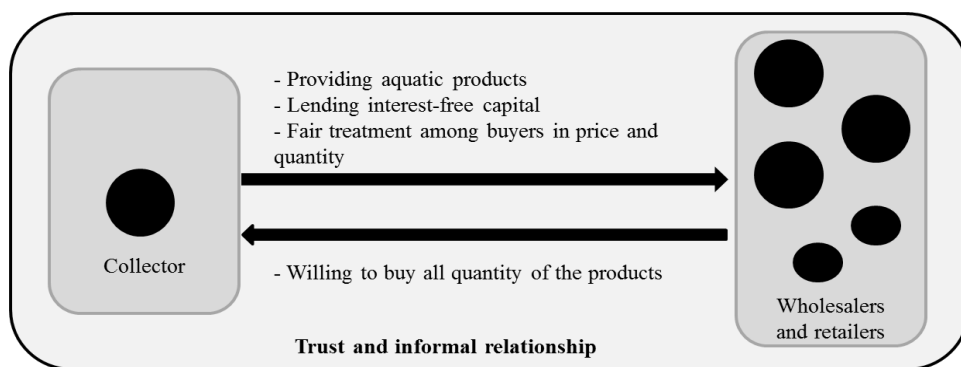 - Providing aquatic products
- Lending interest-free capital
- Fair treatment among buyers in price and
quantity
Collector
- Willing to buy all quantity of the products
Wholesalers
and retailers
Trust and informal relationship